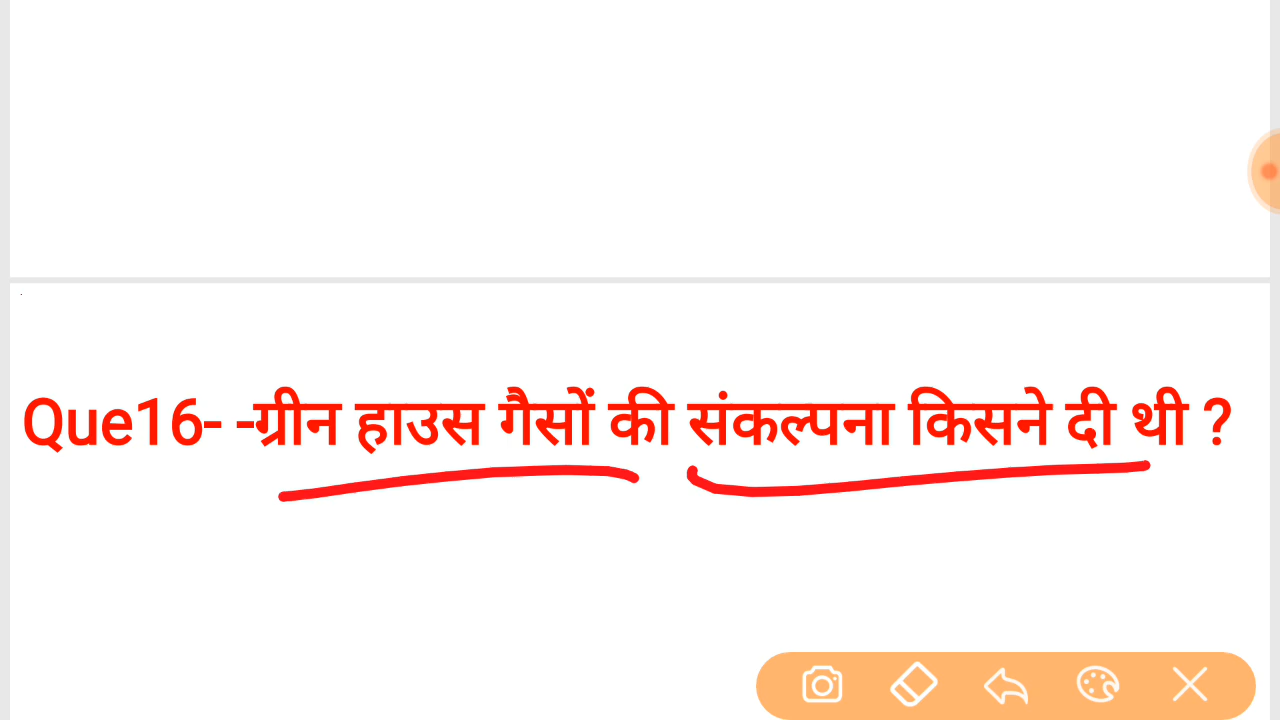 Que16- -ग्रीन हाउस गैसों की संकल्पना किसने दी थी ?